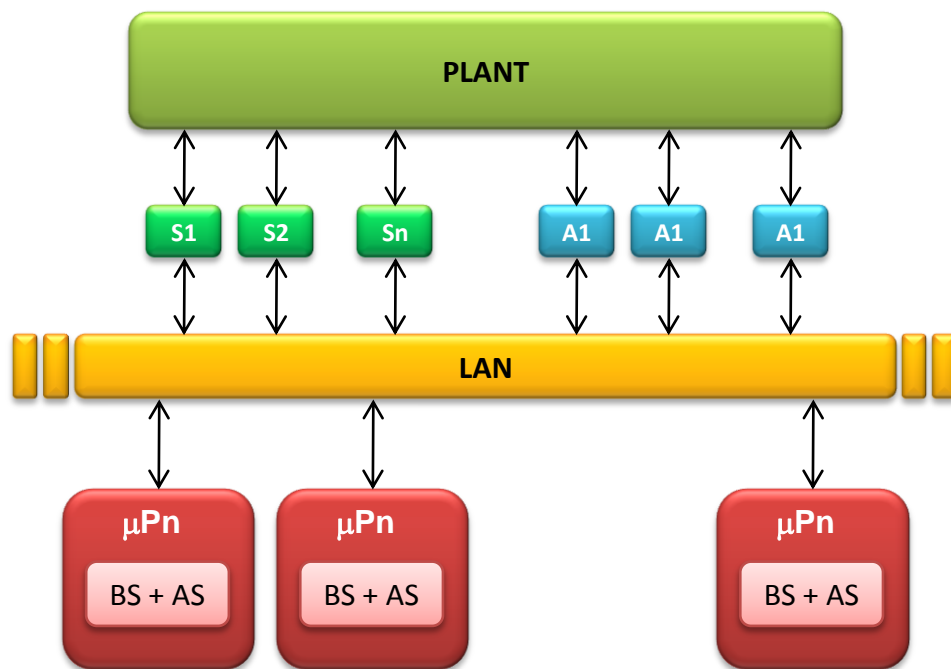 PLANT
S1
S2
Sn
A1
A1
A1
LAN
μPn
μPn
μPn
BS + AS
BS + AS
BS + AS